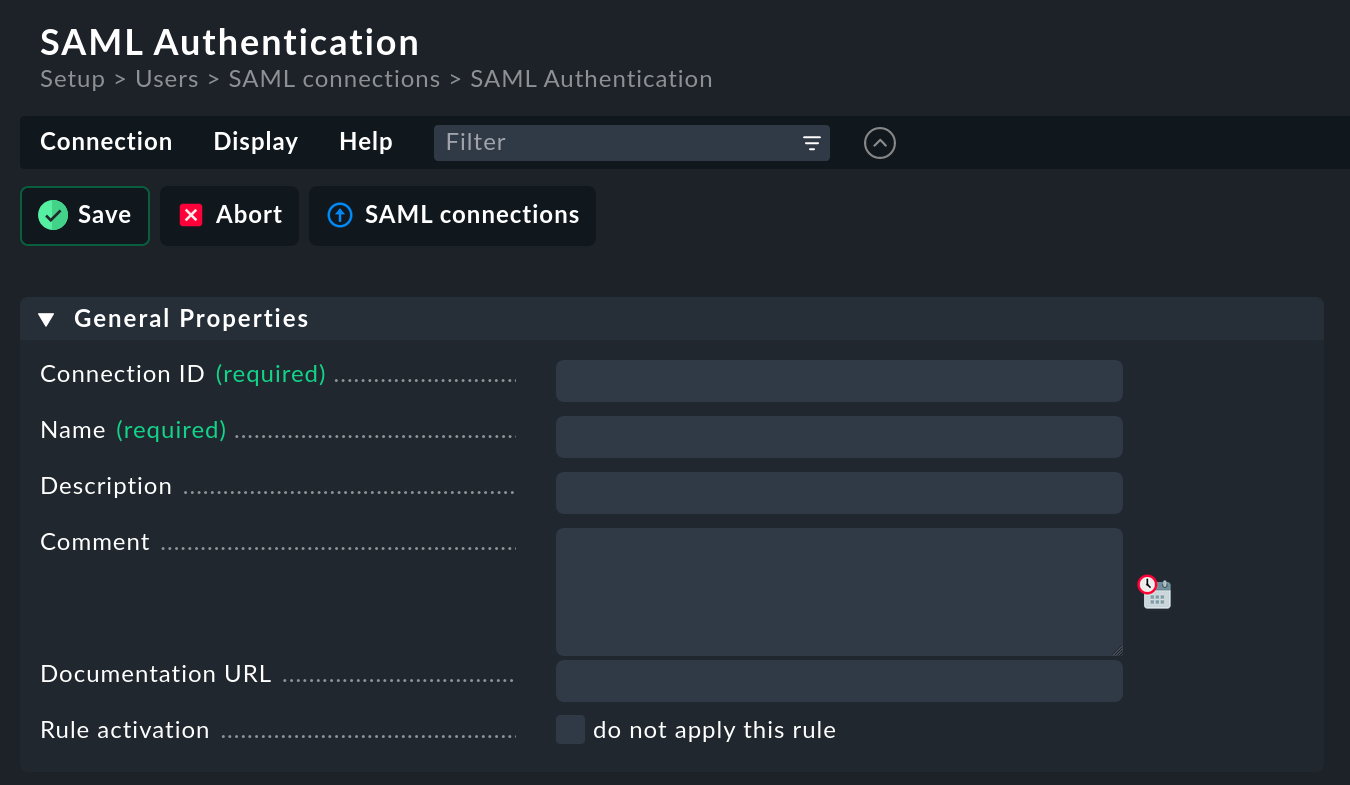 SAML Authentication
Setup > Users > SAML connections > SAML Authentication
Connection Display Help Filter
Save Abort SAML connections
General Properties
Connection ID (required)
Name (required)
Description
Comment
Documentation URL
Rule activation do not apply this rule